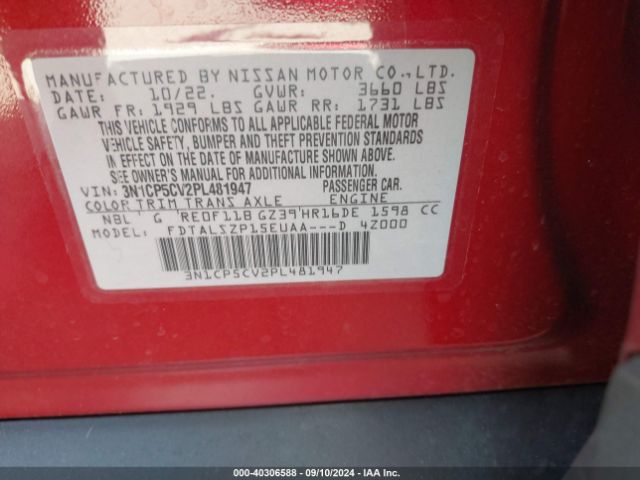 MANUFACTURED BY NISSAN MOTOR CO.,LTD.
DATE: 10/22. GVWR: 3660 LBS
GAWR FR: 1929 LBS GAWR RR: 1731 LBS
THIS VEHICLE CONFORMS TO ALL APPLICABLE FEDERAL MOTOR
VEHICLE SAFETY, BUMPER AND THEFT PREVENTION STANDARDS
IN EFFECT ON THE DATE OF MANUFACTURE SHOWN ABOVE.
SEE OWNER'S MANUAL FOR ADDITIONAL INFORMATION.
VIN: 3N1CP5CV2PL481947 PASSENGER CAR.
COLOR TRIM TRANS AXLE ENGINE
NBL G RE0F11B GZ39 HR16DE 1598 CC
MODEL: FDTALSZP15EUAA---D 4Z000
3N1CP5CV2PL481947
000-40306588 - 09/10/2024 - IAA Inc.